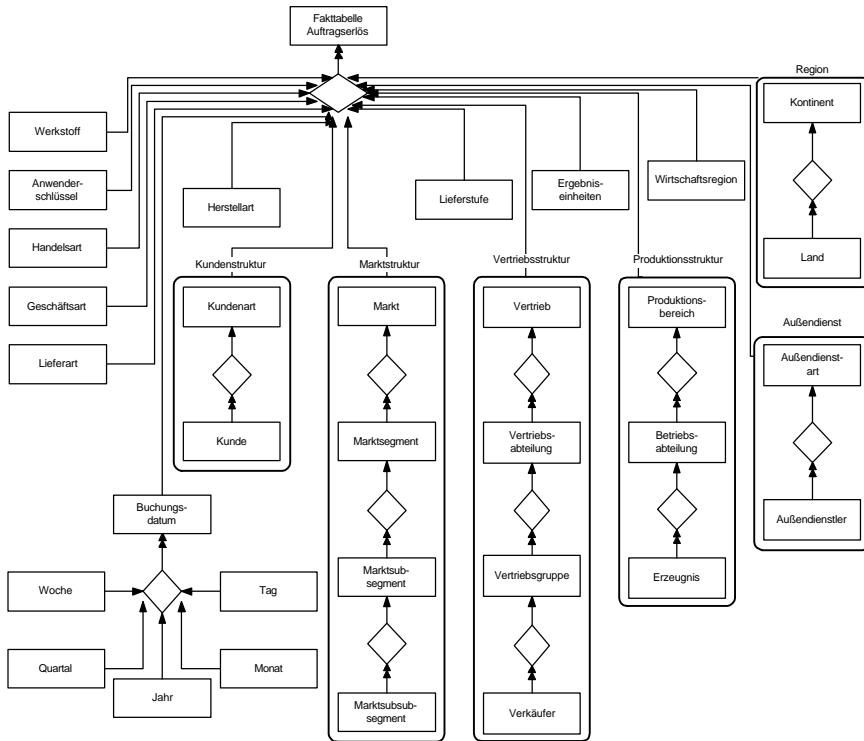 Fakttabelle
Auftragserlös
Region
Kontinent
Werkstoff
Anwender-
schlüssel
Herstellart
Lieferstufe
Ergebnis-
einheiten
Wirtschaftsregion
Handelsart
Land
Kundenstruktur
Marktstruktur
Vertriebsstruktur
Produktionsstruktur
Geschäftsart
Kundenart
Markt
Vertrieb
Produktions-
bereich
Außendienst
Lieferart
Außendienst-
art
Kunde
Marktsegment
Vertriebs-
abteilung
Betriebs-
abteilung
Buchungs-
datum
Außendienstler
Woche
Tag
Marktsub-
segment
Vertriebsgruppe
Erzeugnis
Quartal
Monat
Jahr
Marktsubsub-
segment
Verkäufer